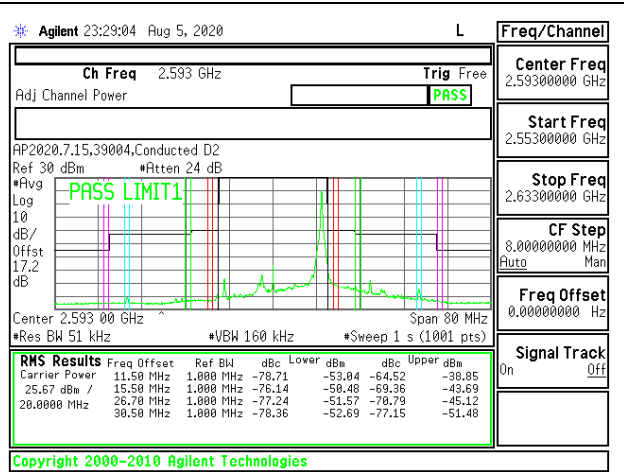 Agilent 23:29:04 Aug 5, 2020 L
Freq/Channel
Ch Freq 2.593 GHz Trig Free
Adj Channel Power PASS
Center Freq
2.59300000 GHz
Start Freq
2.55300000 GHz
Stop Freq
2.63300000 GHz
CF Step
8.00000000 MHz
Auto Man
Freq Offset
0.00000000 Hz
Signal Track
On Off
AP2020.7.15,39004,Conducted D2
Ref 30 dBm #Atten 24 dB
#Avg
Log
10
dB/
Offst
17.2
dB
PASS LIMIT1
Center 2.593 00 GHz ^ Span 80 MHz
#Res BW 51 kHz #VBW 160 kHz #Sweep 1 s (1001 pts)
RMS Results Freq Offset Ref BW dBc Lower dBm dBc Upper dBm
Carrier Power 11.50 MHz 1.000 MHz -78.71 -53.04 -64.52 -38.85
25.67 dBm / 15.50 MHz 1.000 MHz -76.14 -50.48 -69.36 -43.69
20.0000 MHz 26.70 MHz 1.000 MHz -77.24 -51.57 -70.79 -45.12
30.50 MHz 1.000 MHz -78.36 -52.69 -77.15 -51.48
Copyright 2000-2010 Agilent Technologies